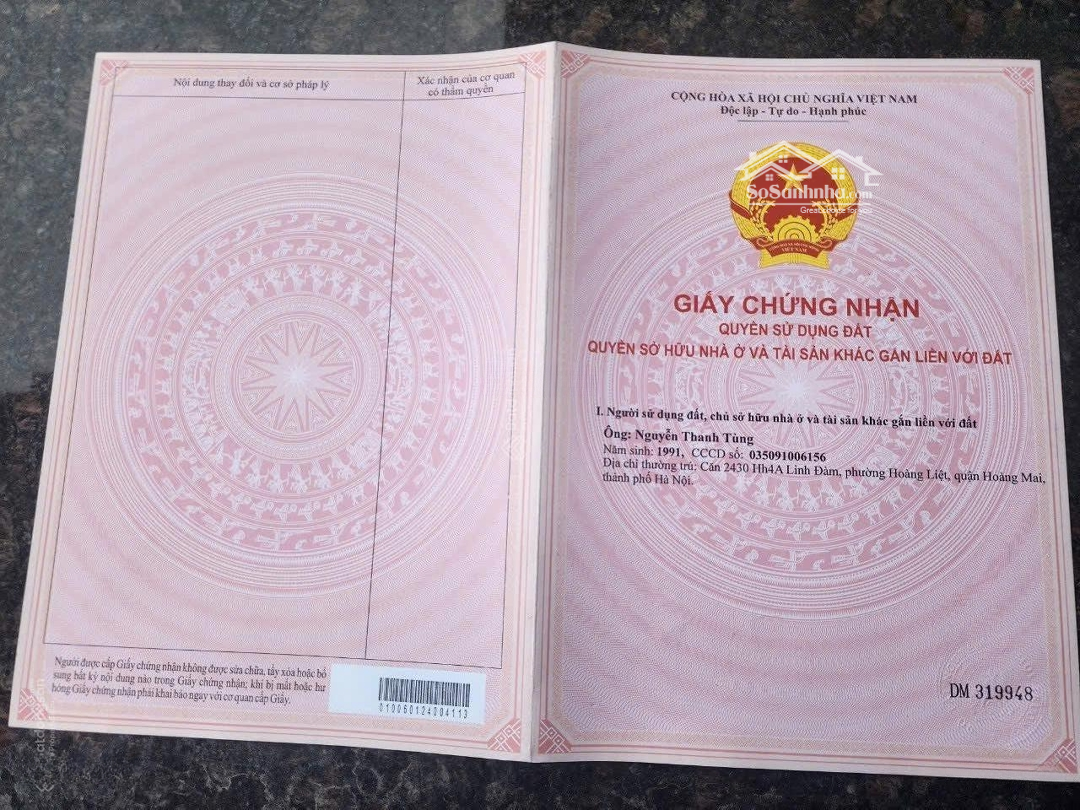 Nội dung thay đổi và cơ sở pháp lý
Xác nhận của cơ quan
có thẩm quyền
Người được cấp Giấy chứng nhận không được sửa chữa, tẩy xóa hoặc bổ
sung bất kỳ nội dung nào trong Giấy chứng nhận; khi bị mất hoặc hư
hỏng Giấy chứng nhận phải khai báo ngay với cơ quan cấp Giấy.
010060124004113
CỘNG HÒA XÃ HỘI CHỦ NGHĨA VIỆT NAM
Độc lập - Tự do - Hạnh phúc
SoSanhnha.com
VIỆT NAM
GIẤY CHỨNG NHẬN
QUYỀN SỬ DỤNG ĐẤT
QUYỀN SỞ HỮU NHÀ Ở VÀ TÀI SẢN KHÁC GẮN LIỀN VỚI ĐẤT
I. Người sử dụng đất, chủ sở hữu nhà ở và tài sản khác gắn liền với đất
Ông: Nguyễn Thanh Tùng
Năm sinh: 1991, CCCD số: 035091006156
Địa chỉ thường trú: Căn 2430 Hh4A Linh Đàm, phường Hoàng Liệt, quận Hoàng Mai,
thành phố Hà Nội.
DM 319948